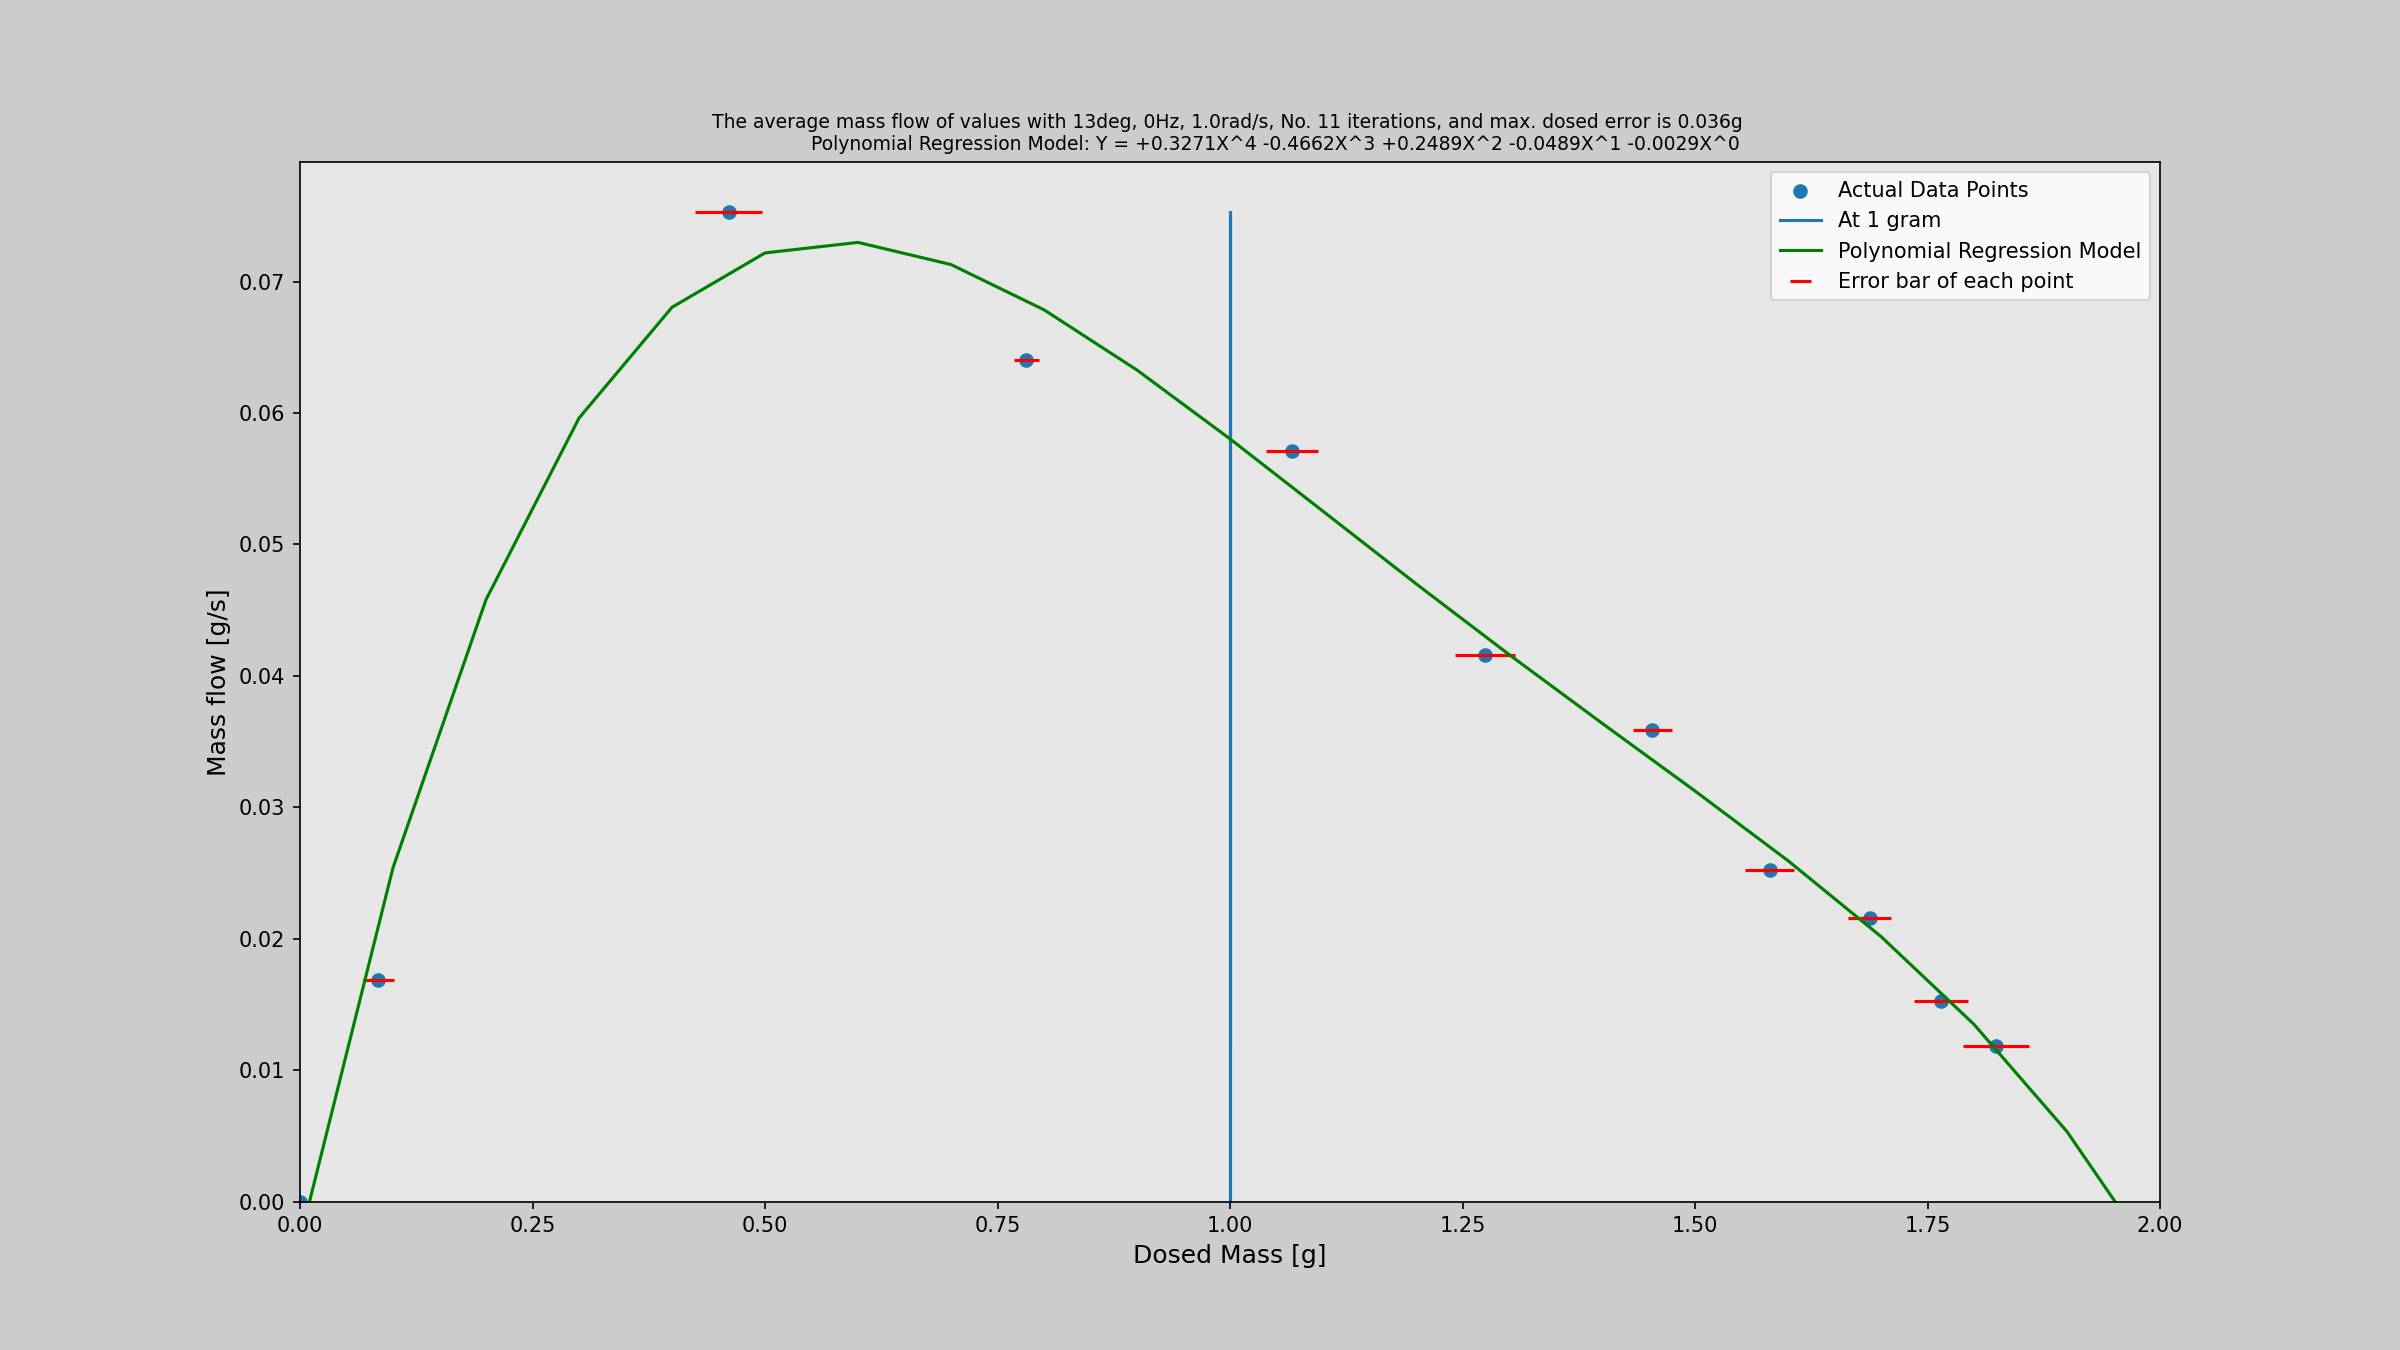 The average mass flow of values with 13deg, 0Hz, 1.0rad/s, No. 11 iterations, and max. dosed error is 0.036g
Polynomial Regression Model: Y = +0.3271X^4 -0.4662X^3 +0.2489X^2 -0.0489X^1 -0.0029X^0
Actual Data Points
At 1 gram
Polynomial Regression Model
Error bar of each point
Mass flow [g/s]
0.07
0.06
0.05
0.04
0.03
0.02
0.01
0.00
0.00 0.25 0.50 0.75 1.00 1.25 1.50 1.75 2.00
Dosed Mass [g]